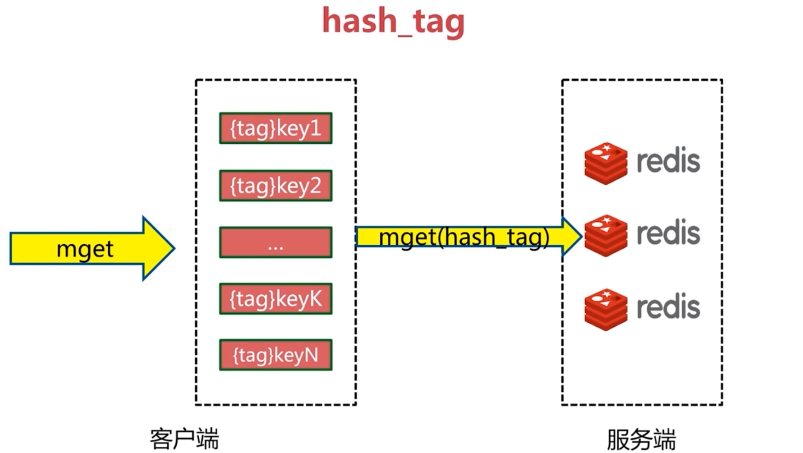 hash_tag
mget
{tag}key1
{tag}key2
...
{tag}keyK
{tag}keyN
mget(hash_tag)
redis
redis
redis
客户端
服务端